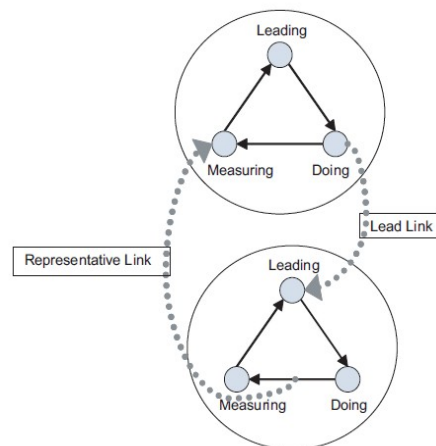 Leading
Measuring
Doing
Lead Link
Representative Link
Leading
Measuring
Doing